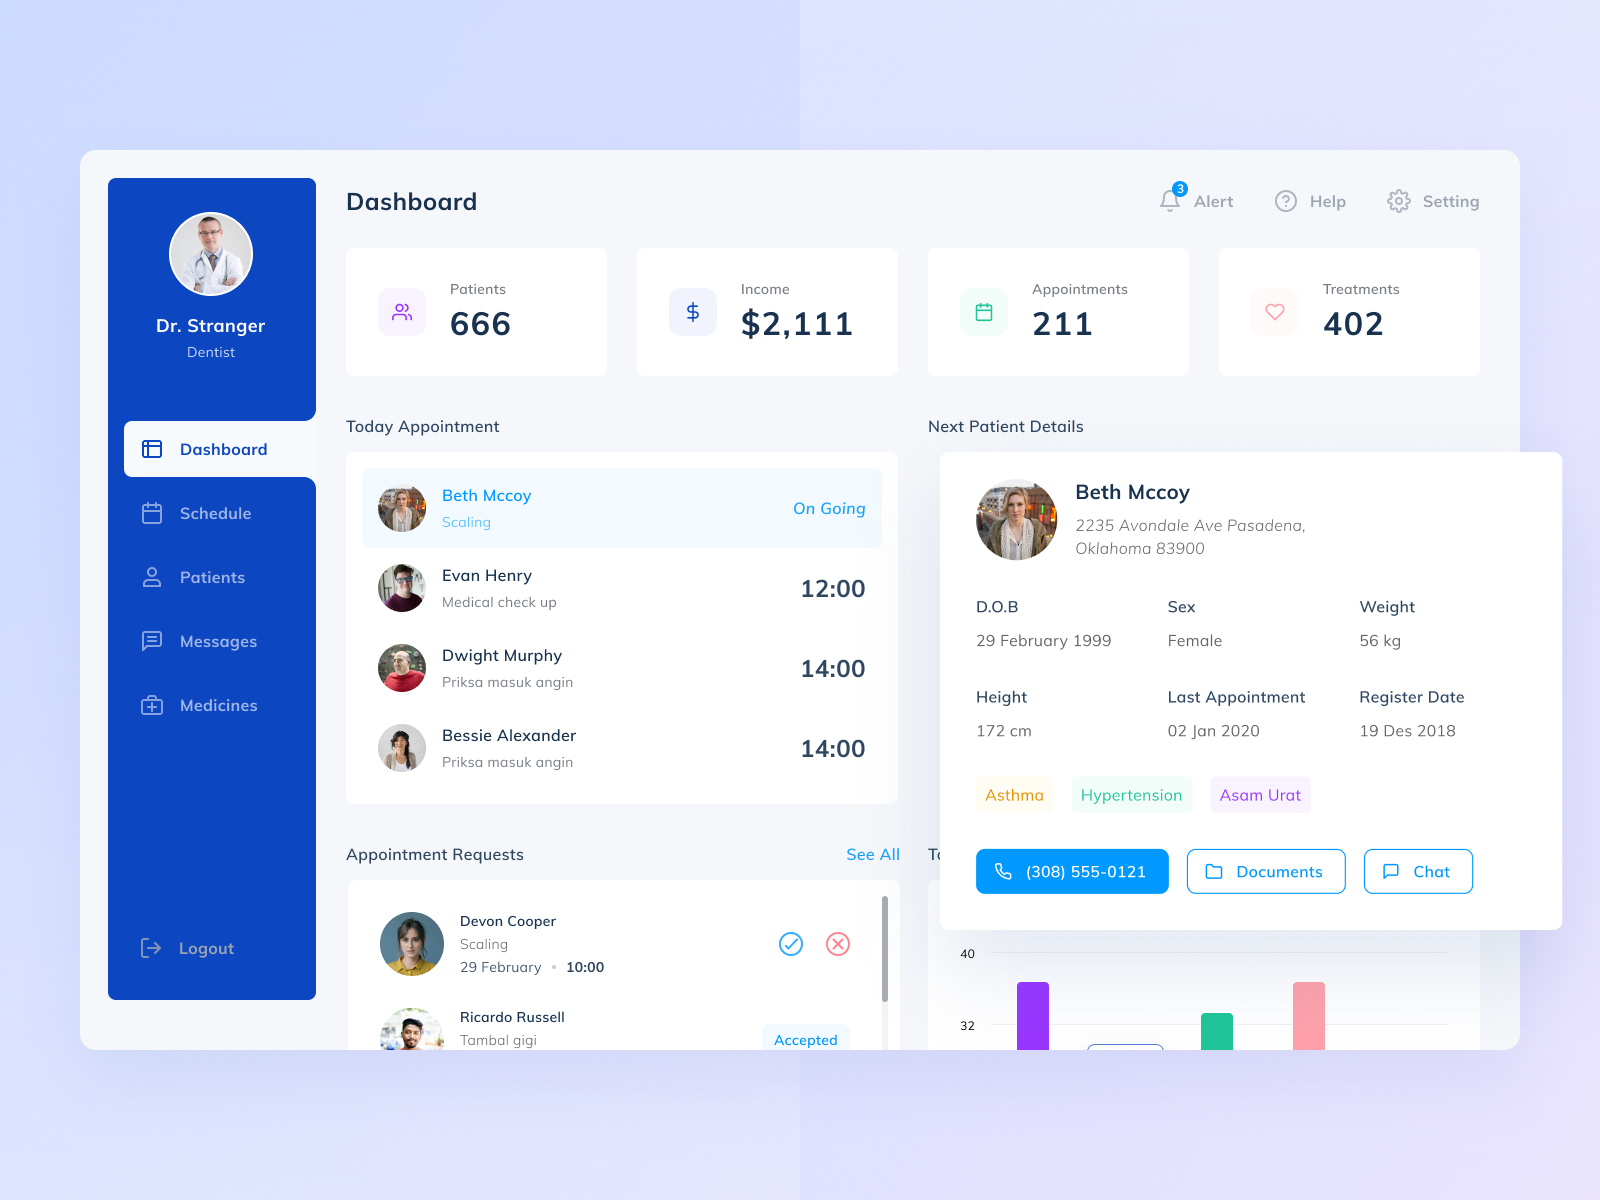 Dr. Stranger
Dentist
Dashboard
Schedule
Patients
Messages
Medicines
Logout
Dashboard
3
Alert
Help
Setting
Patients
666
Income
$2,111
Appointments
211
Treatments
402
Today Appointment
Beth Mccoy
Scaling
On Going
Evan Henry
Medical check up
12:00
Dwight Murphy
Priksa masuk angin
14:00
Bessie Alexander
Priksa masuk angin
14:00
Appointment Requests
See All
Devon Cooper
Scaling
29 February • 10:00
Ricardo Russell
Tambal gigi
Accepted
Next Patient Details
Beth Mccoy
2235 Avondale Ave Pasadena,
Oklahoma 83900
D.O.B
29 February 1999
Sex
Female
Weight
56 kg
Height
172 cm
Last Appointment
02 Jan 2020
Register Date
19 Des 2018
Asthma
Hypertension
Asam Urat
(308) 555-0121
Documents
Chat
40
32